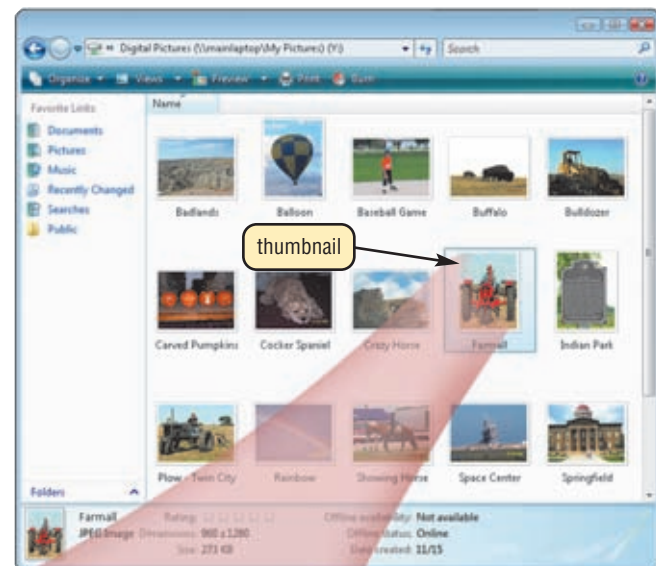 Digital Pictures (\\mainlaptop\My Pictures) (Y:)
Search
Organize Views Preview Print Burn
Favorite Links
Documents
Pictures
Music
Recently Changed
Searches
Public
Folders
Name
Badlands Balloon Baseball Game Buffalo Bulldozer
thumbnail
Carved Pumpkins Cocker Spaniel Crazy Horse Farmall Indian Park
Plow - Twin City Rainbow Showing Horse Space Center Springfield
Farmall Rating: Offline availability: Not available
JPEG Image Dimensions: 960 x 1280 Offline status: Online
Size: 273 KB Date created: 11/15